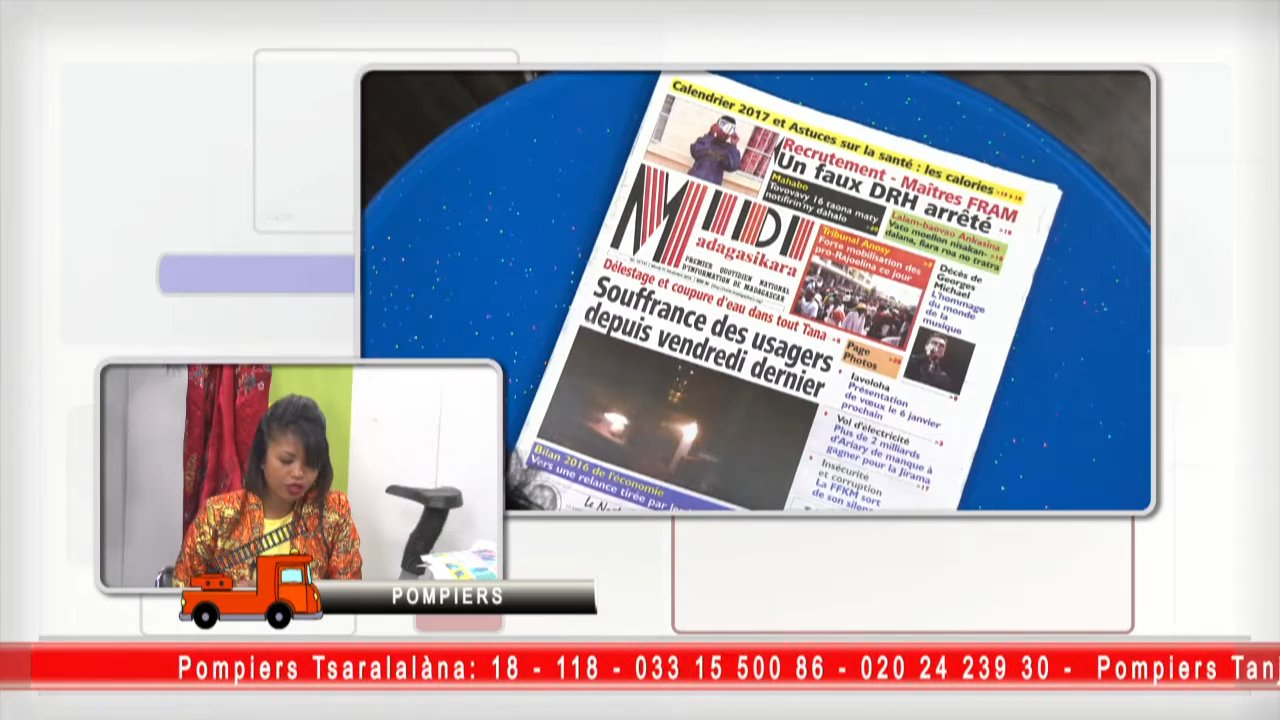 Calendrier 2017 et Astuces sur la santé : les calories
Recrutement - Maîtres FRAM
Un faux DRH arrêté
Mahabo
Tovovavy 16 taona maty
notifirin'ny dahalo
Lalam-baovao Ankasina
Vato moellon nisakan-
dalana, fiara roa no tratra
MIDI
Madagasikara
PREMIER QUOTIDIEN NATIONAL
D'INFORMATION DE MADAGASCAR
Tribunal Anosy
Forte mobilisation des
pro-Rajoelina ce jour
Décès de
Georges
Michael
L'hommage
du monde
de la
musique
Délestage et coupure d'eau dans tout Tana
Souffrance des usagers
depuis vendredi dernier
Page
Photos
Iavoloha
Présentation
de vœux le 6 janvier
prochain
Vol d'électricité
Plus de 2 milliards
d'Ariary de manque à
gagner pour la Jirama
Insécurité
et corruption
La FFKM sort
de son silence
Bilan 2016 de l'économie
Vers une relance tirée par
POMPIERS
Pompiers Tsaralalàna: 18 - 118 - 033 15 500 86 - 020 24 239 30 - Pompiers Tanj